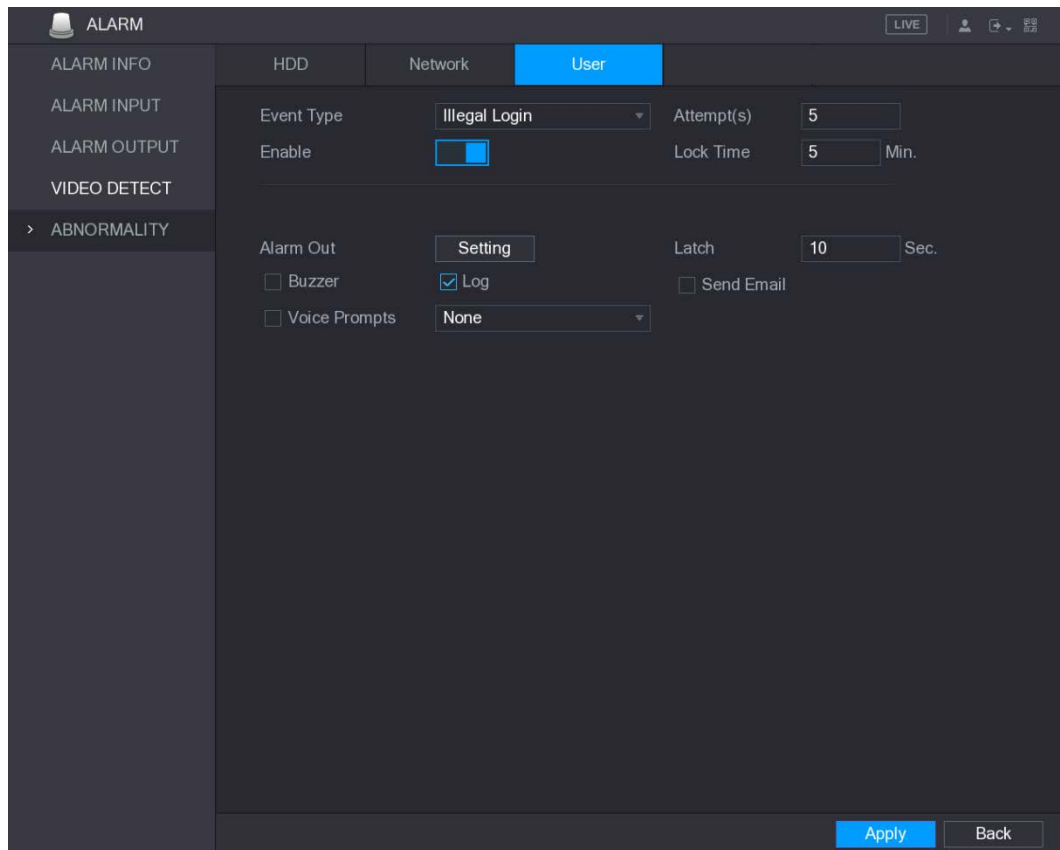 ALARM
LIVE
ALARM INFO
ALARM INPUT
ALARM OUTPUT
VIDEO DETECT
> ABNORMALITY
HDD Network User
Event Type Illegal Login Attempt(s) 5
Enable Lock Time 5 Min.
Alarm Out Setting Latch 10 Sec.
Buzzer Log Send Email
Voice Prompts None
Apply Back